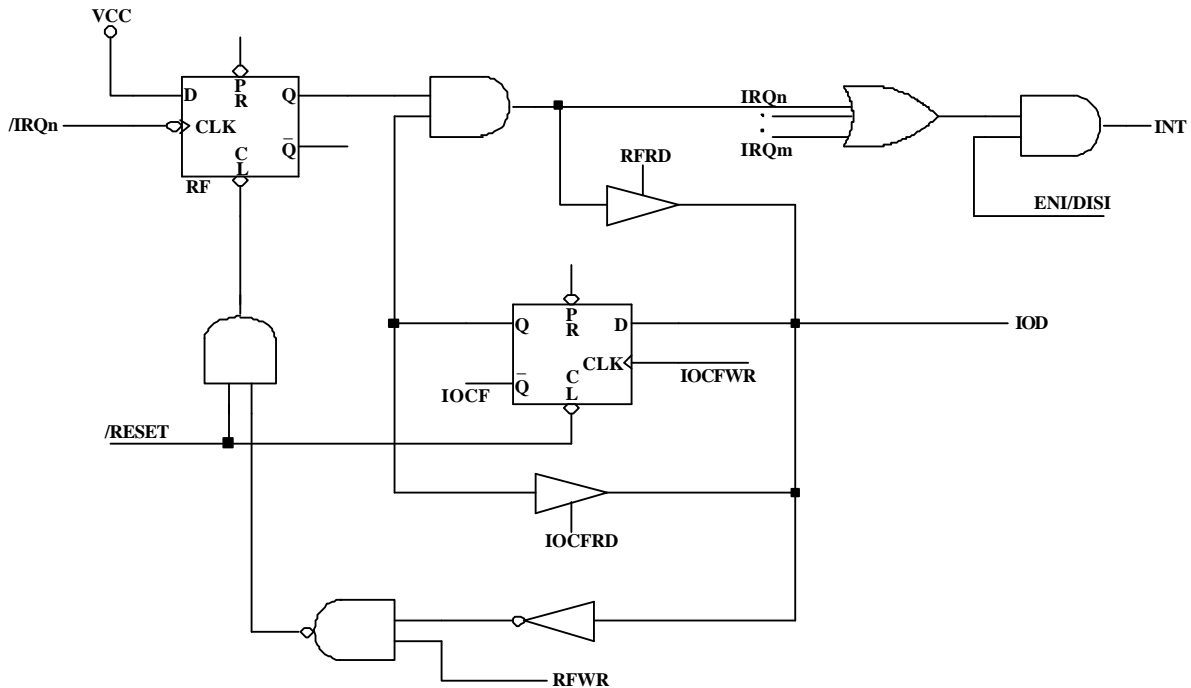 VCC
D
P
R
Q
/IRQn
CLK
Q̅
C
L
RF
IRQn
:
IRQm
INT
RFRD
ENI/DISI
P
R
Q
D
IOD
CLK
IOCFWR
Q̅
C
L
IOCF
/RESET
IOCFRD
RFWR